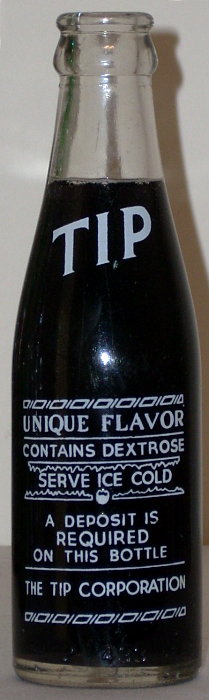 TIP
UNIQUE FLAVOR
CONTAINS DEXTROSE
SERVE ICE COLD
A DEPOSIT IS
REQUIRED
ON THIS BOTTLE
THE TIP CORPORATION